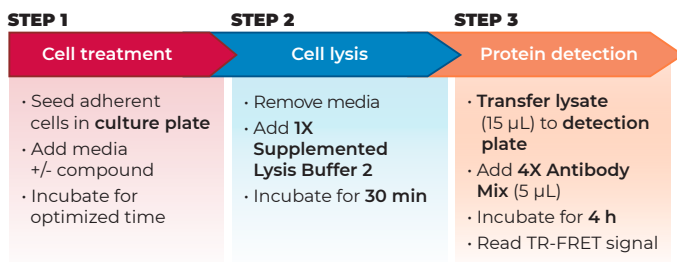 STEP 1
Cell treatment
· Seed adherent
cells in culture plate
· Add media
+/- compound
· Incubate for
optimized time
STEP 2
Cell lysis
· Remove media
· Add 1X
Supplemented
Lysis Buffer 2
· Incubate for 30 min
STEP 3
Protein detection
· Transfer lysate
(15 µL) to detection
plate
· Add 4X Antibody
Mix (5 µL)
· Incubate for 4 h
· Read TR-FRET signal